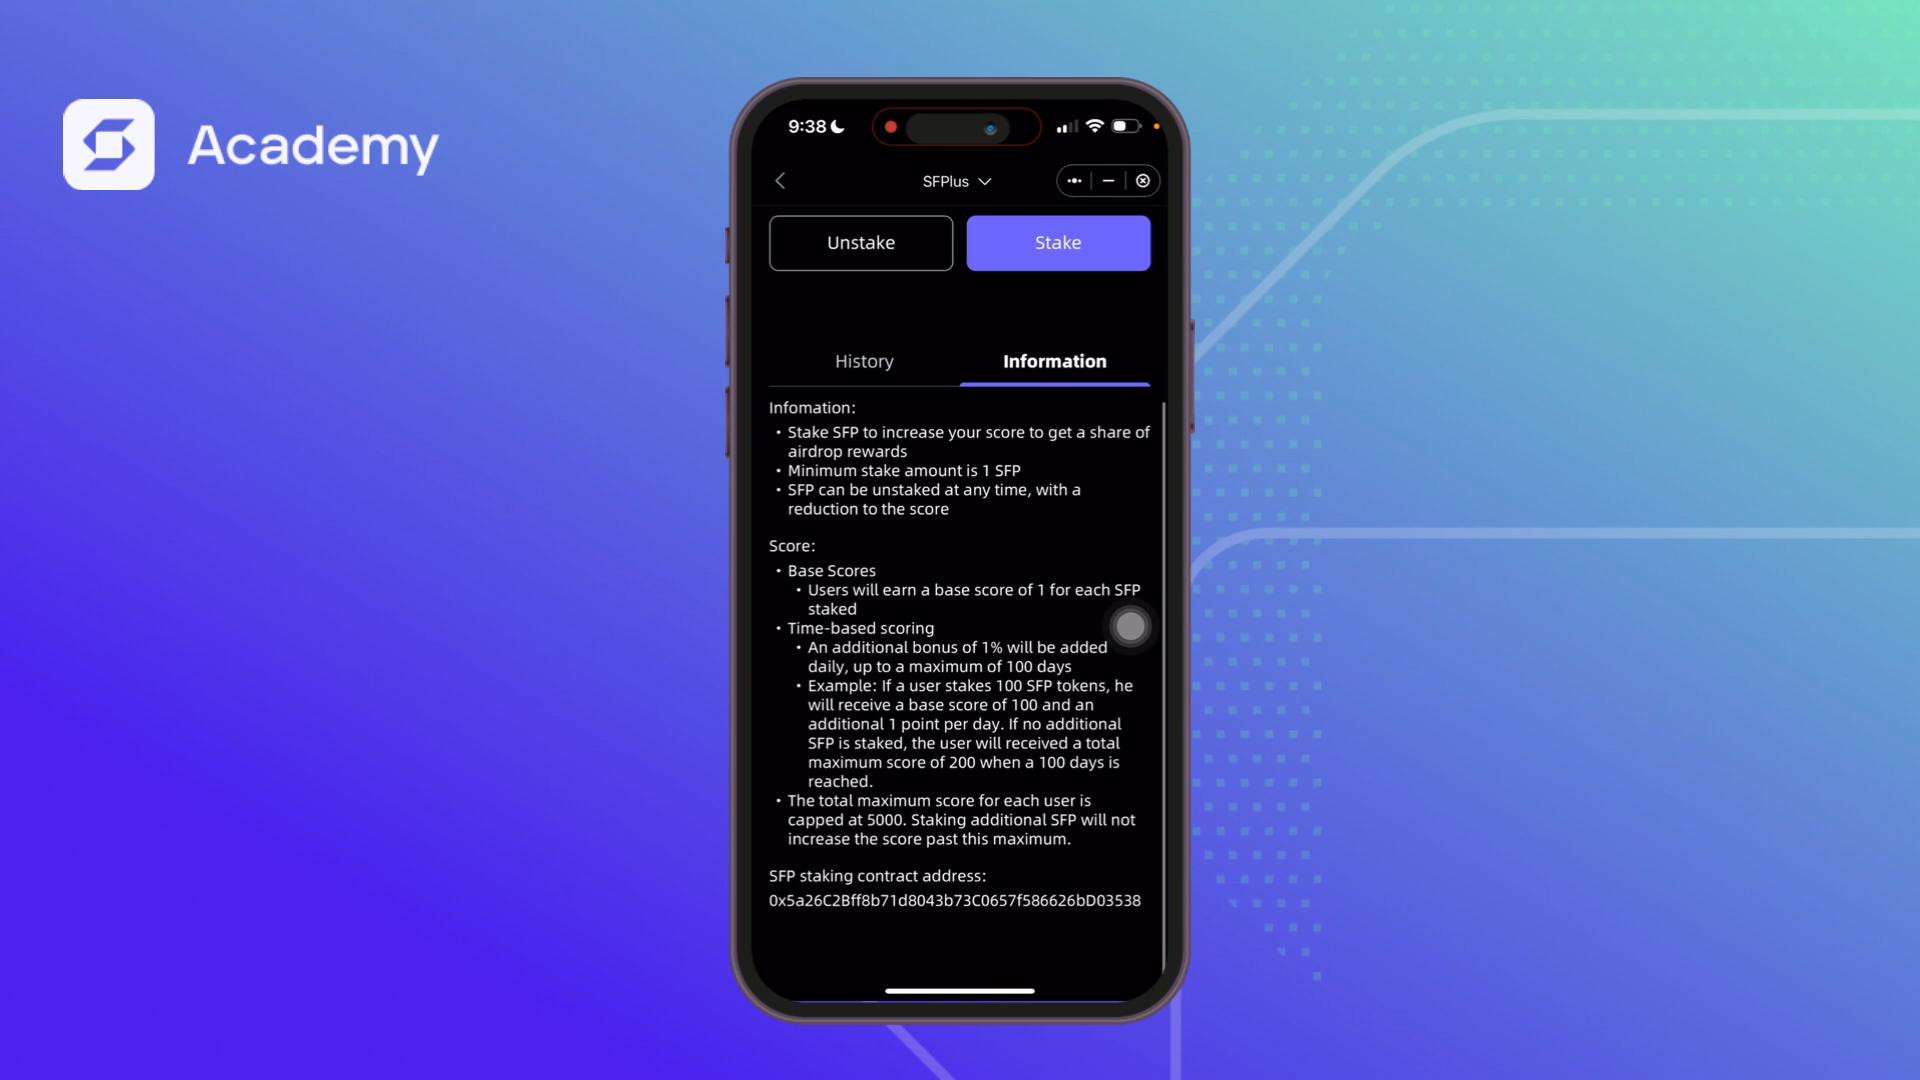 Academy
9:38
SFPlus
Unstake
Stake
History
Information
Infomation:
• Stake SFP to increase your score to get a share of
airdrop rewards
• Minimum stake amount is 1 SFP
• SFP can be unstaked at any time, with a
reduction to the score
Score:
• Base Scores
• Users will earn a base score of 1 for each SFP
staked
• Time-based scoring
• An additional bonus of 1% will be added
daily, up to a maximum of 100 days
• Example: If a user stakes 100 SFP tokens, he
will receive a base score of 100 and an
additional 1 point per day. If no additional
SFP is staked, the user will received a total
maximum score of 200 when a 100 days is
reached.
• The total maximum score for each user is
capped at 5000. Staking additional SFP will not
increase the score past this maximum.
SFP staking contract address:
0x5a26C2Bff8b71d8043b73C0657f586626bD03538